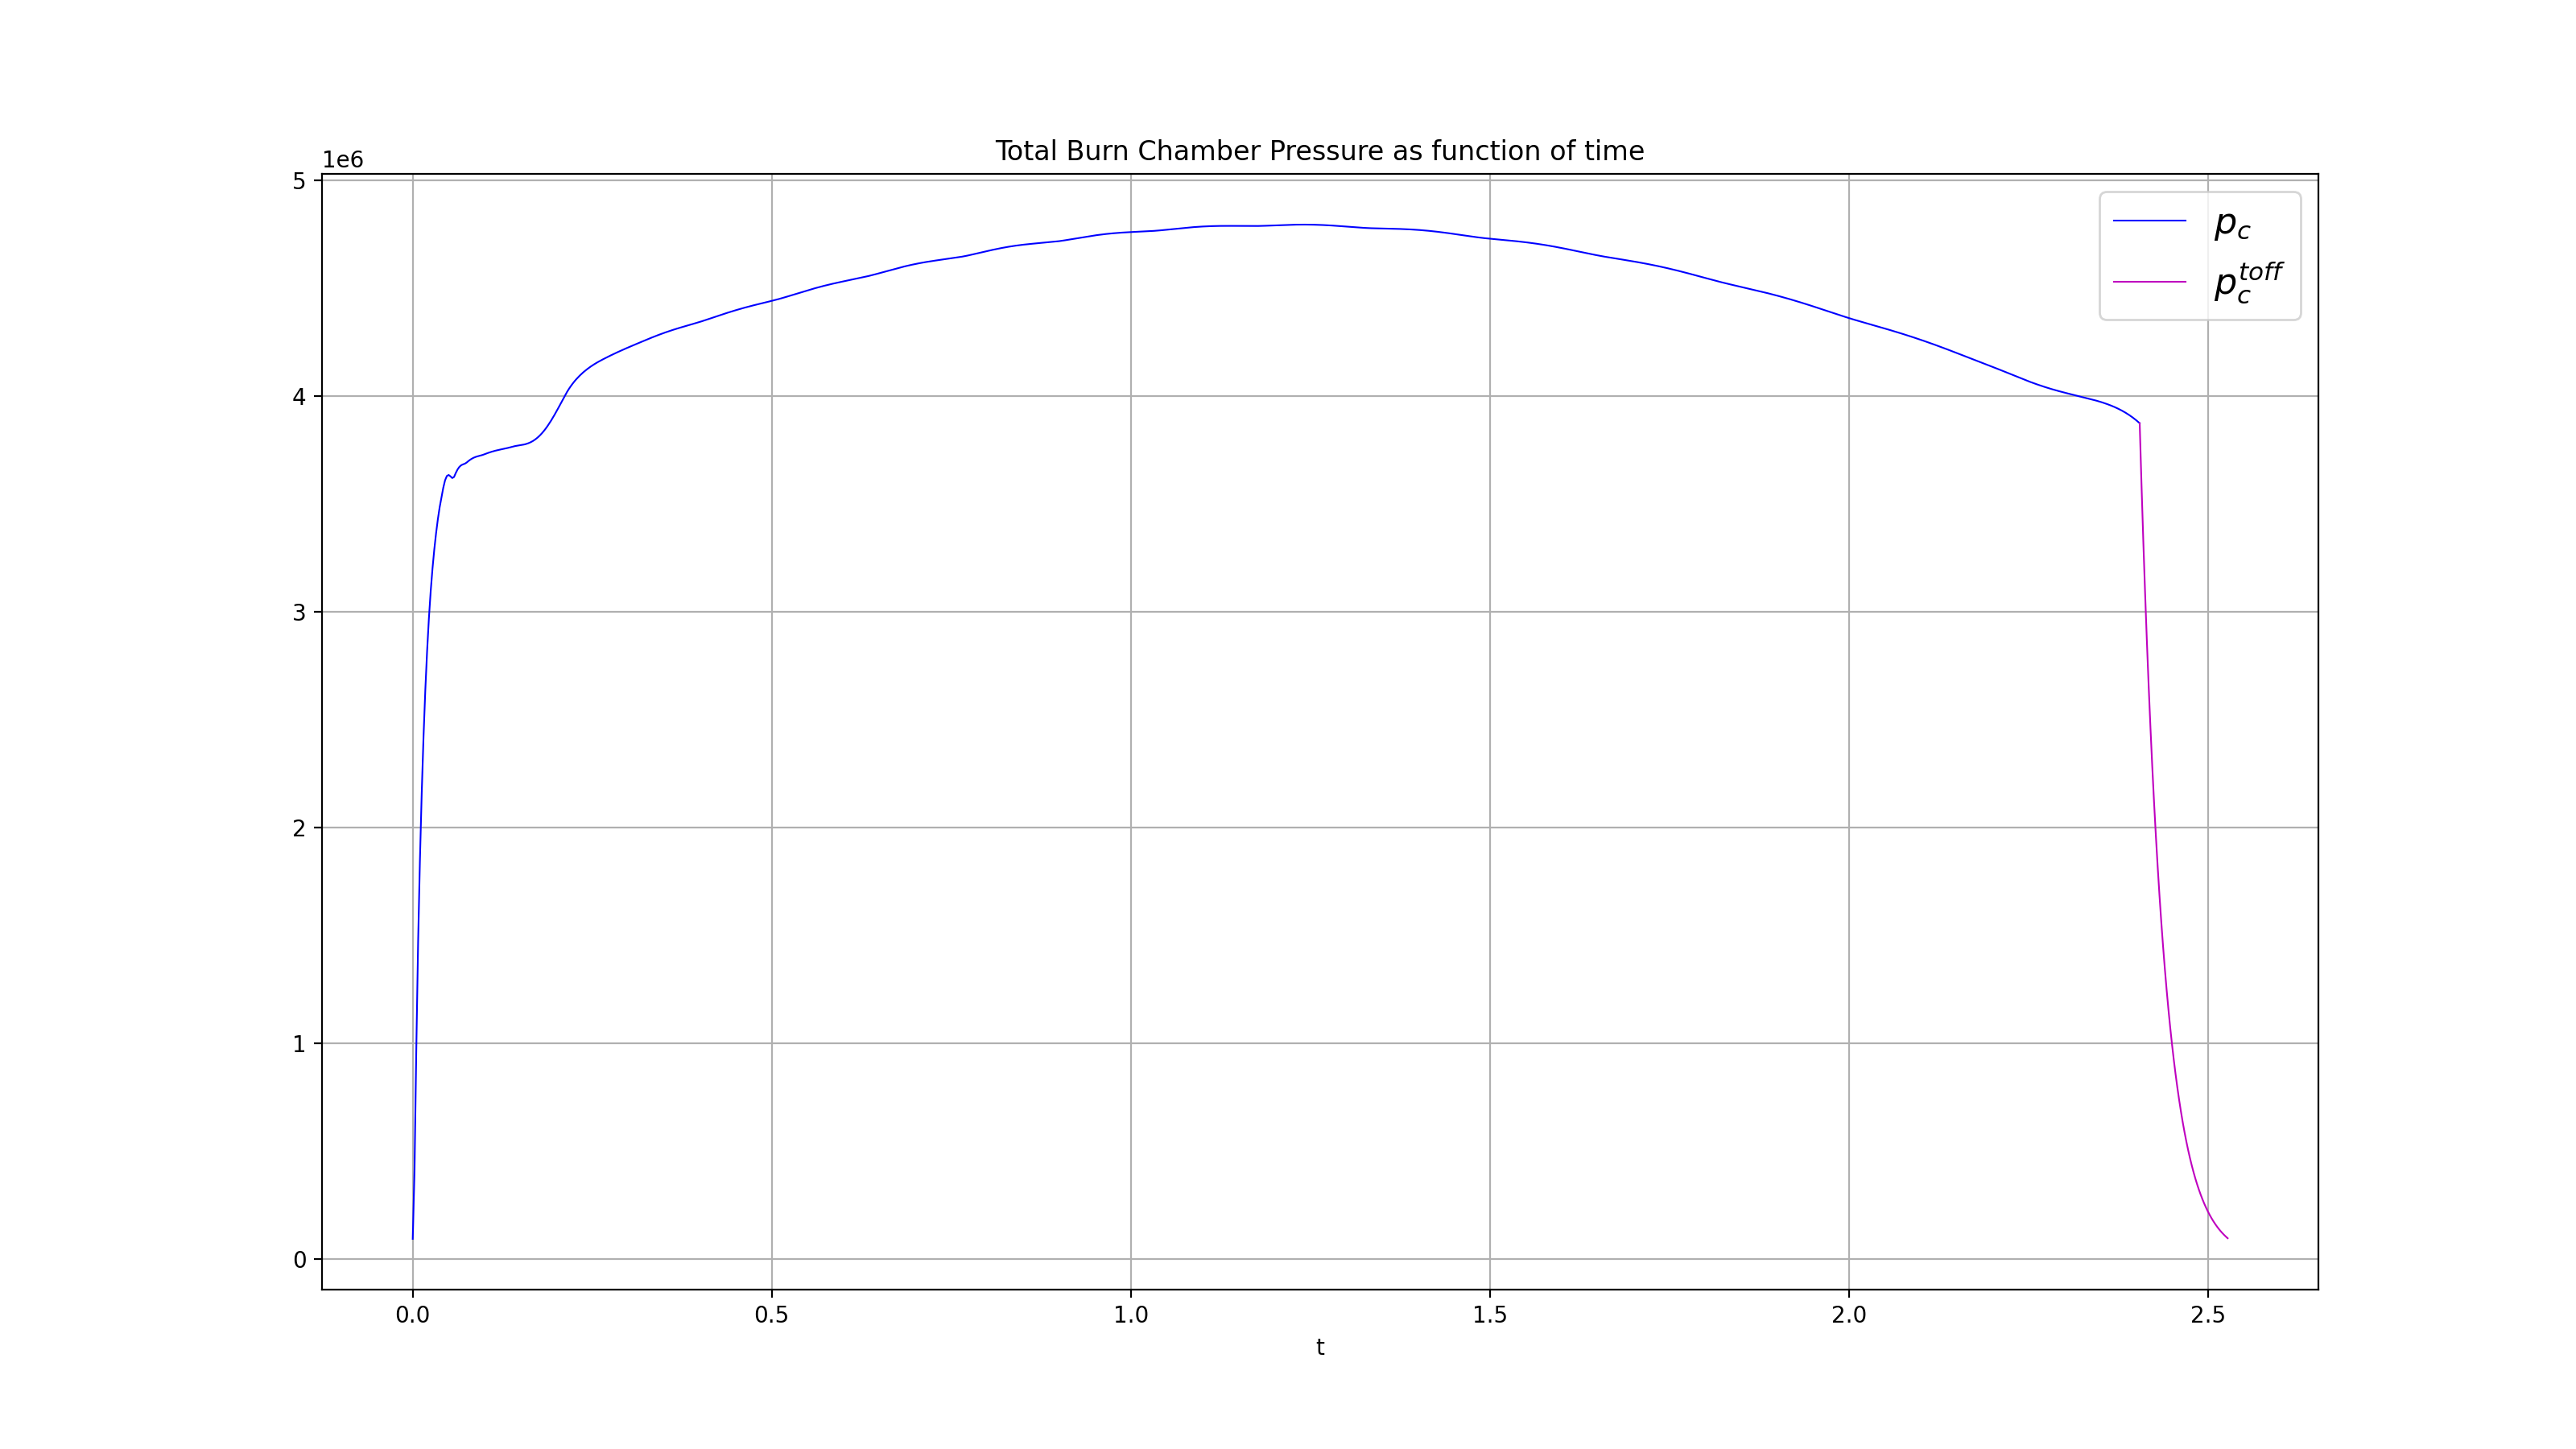 Total Burn Chamber Pressure as function of time
1e6
5
4
3
2
1
0
0.0 0.5 1.0 1.5 2.0 2.5
t
p_c
p_c^{toff}